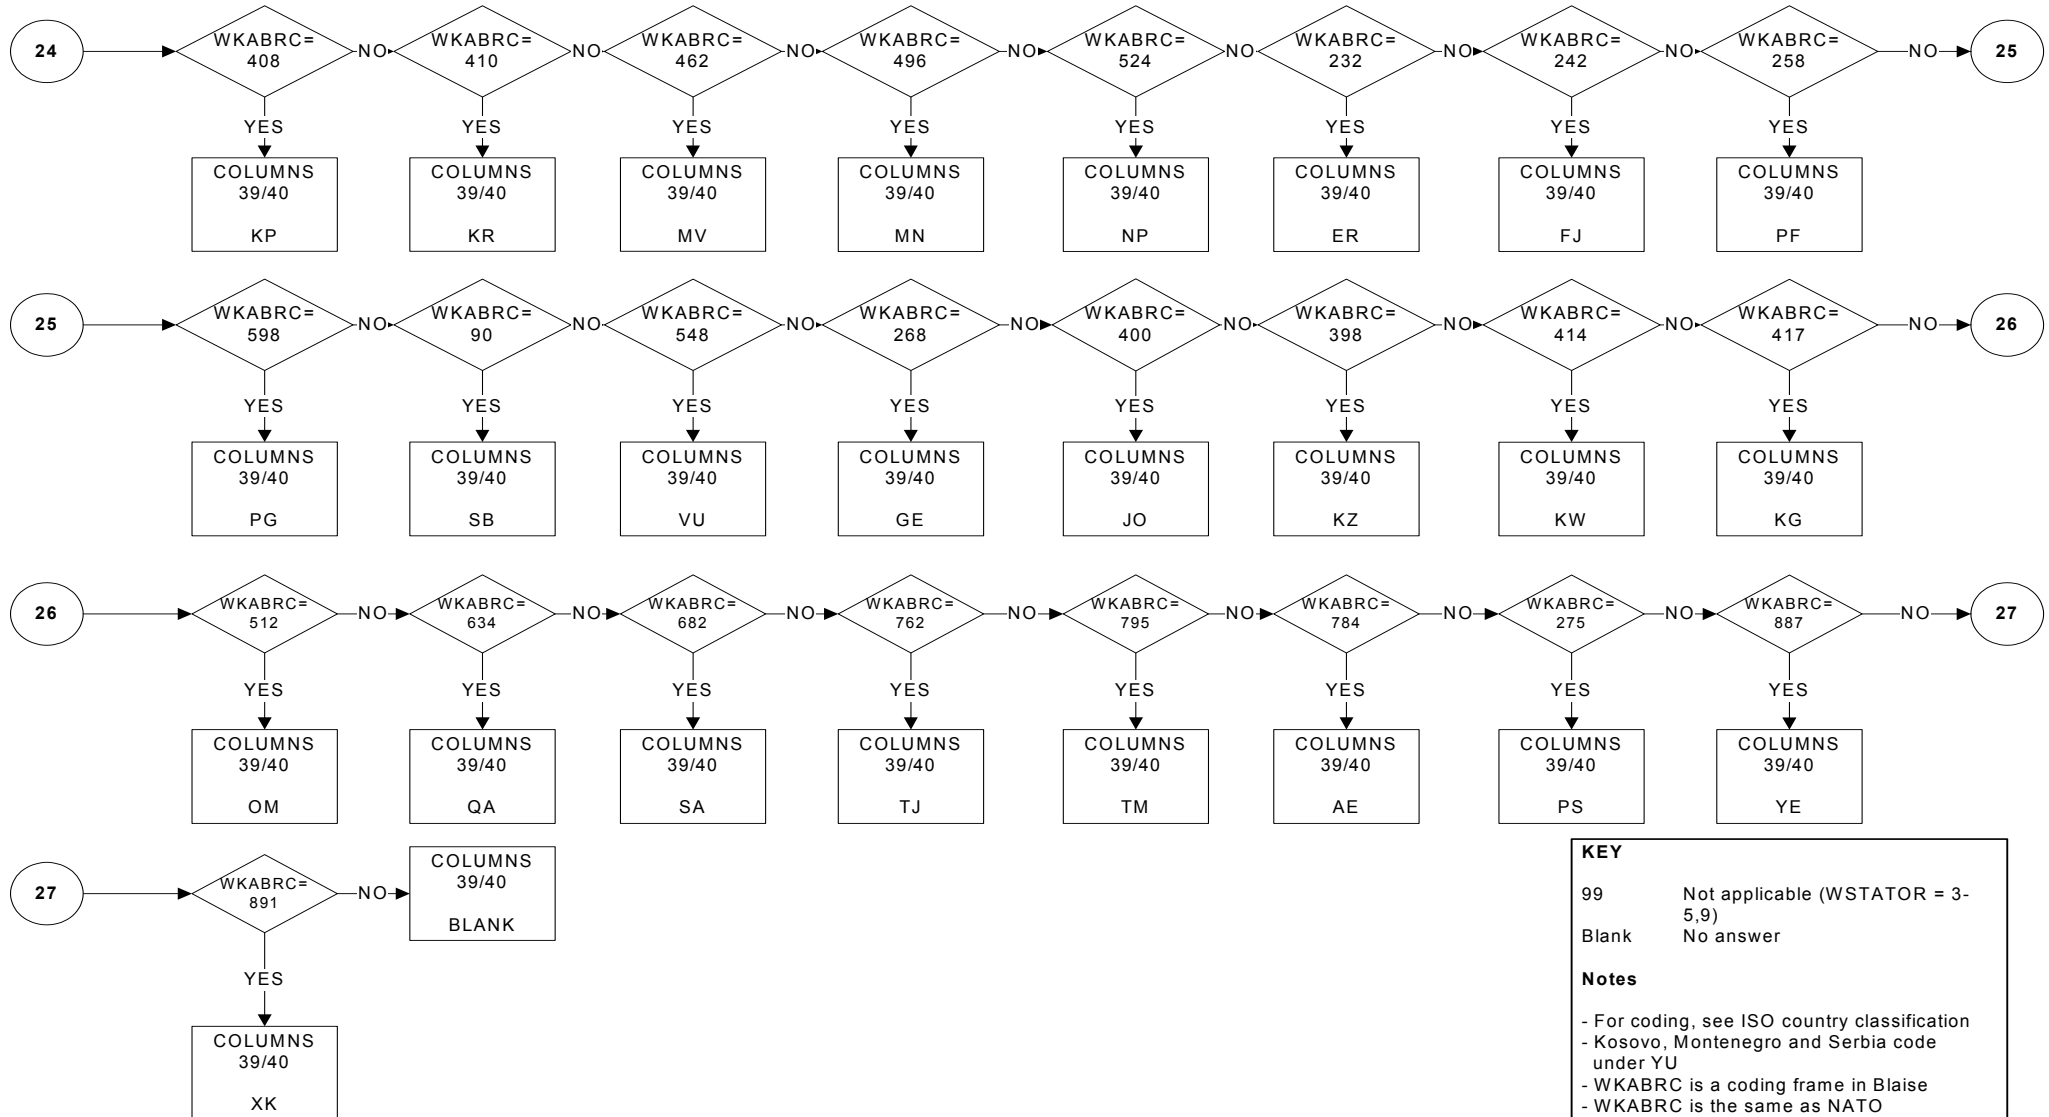 24
WKABRC=
408
NO
WKABRC=
410
NO
WKABRC=
462
NO
WKABRC=
496
NO
WKABRC=
524
NO
WKABRC=
232
NO
WKABRC=
242
NO
WKABRC=
258
NO
25
YES
YES
YES
YES
YES
YES
YES
YES
COLUMNS
39/40
KP
COLUMNS
39/40
KR
COLUMNS
39/40
MV
COLUMNS
39/40
MN
COLUMNS
39/40
NP
COLUMNS
39/40
ER
COLUMNS
39/40
FJ
COLUMNS
39/40
PF
25
WKABRC=
598
NO
WKABRC=
90
NO
WKABRC=
548
NO
WKABRC=
268
NO
WKABRC=
400
NO
WKABRC=
398
NO
WKABRC=
414
NO
WKABRC=
417
NO
26
YES
YES
YES
YES
YES
YES
YES
YES
COLUMNS
39/40
PG
COLUMNS
39/40
SB
COLUMNS
39/40
VU
COLUMNS
39/40
GE
COLUMNS
39/40
JO
COLUMNS
39/40
KZ
COLUMNS
39/40
KW
COLUMNS
39/40
KG
26
WKABRC=
512
NO
WKABRC=
634
NO
WKABRC=
682
NO
WKABRC=
762
NO
WKABRC=
795
NO
WKABRC=
784
NO
WKABRC=
275
NO
WKABRC=
887
NO
27
YES
YES
YES
YES
YES
YES
YES
YES
COLUMNS
39/40
OM
COLUMNS
39/40
QA
COLUMNS
39/40
SA
COLUMNS
39/40
TJ
COLUMNS
39/40
TM
COLUMNS
39/40
AE
COLUMNS
39/40
PS
COLUMNS
39/40
YE
27
WKABRC=
891
NO
COLUMNS
39/40
BLANK
YES
COLUMNS
39/40
XK
KEY
99 Not applicable (WSTATOR = 3-
5,9)
Blank No answer
Notes
- For coding, see ISO country classification
- Kosovo, Montenegro and Serbia code
under YU
- WKABRC is a coding frame in Blaise
- WKABRC is the same as NATO